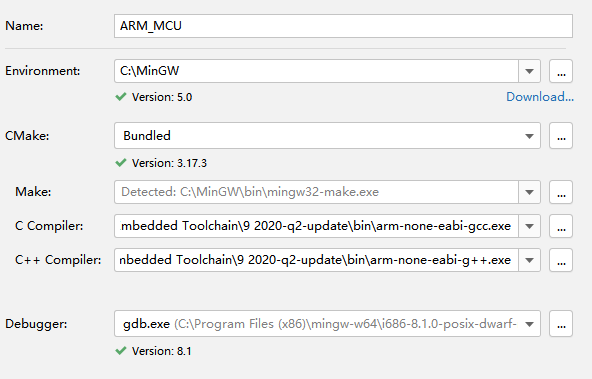 Name: ARM_MCU
Environment: C:\MinGW ...
Version: 5.0 Download...
CMake: Bundled ...
Version: 3.17.3
Make: Detected: C:\MinGW\bin\mingw32-make.exe ...
C Compiler: mbedded Toolchain\9 2020-q2-update\bin\arm-none-eabi-gcc.exe ...
C++ Compiler: nbedded Toolchain\9 2020-q2-update\bin\arm-none-eabi-g++.exe ...
Debugger: gdb.exe (C:\Program Files (x86)\mingw-w64\i686-8.1.0-posix-dwarf- ...
Version: 8.1